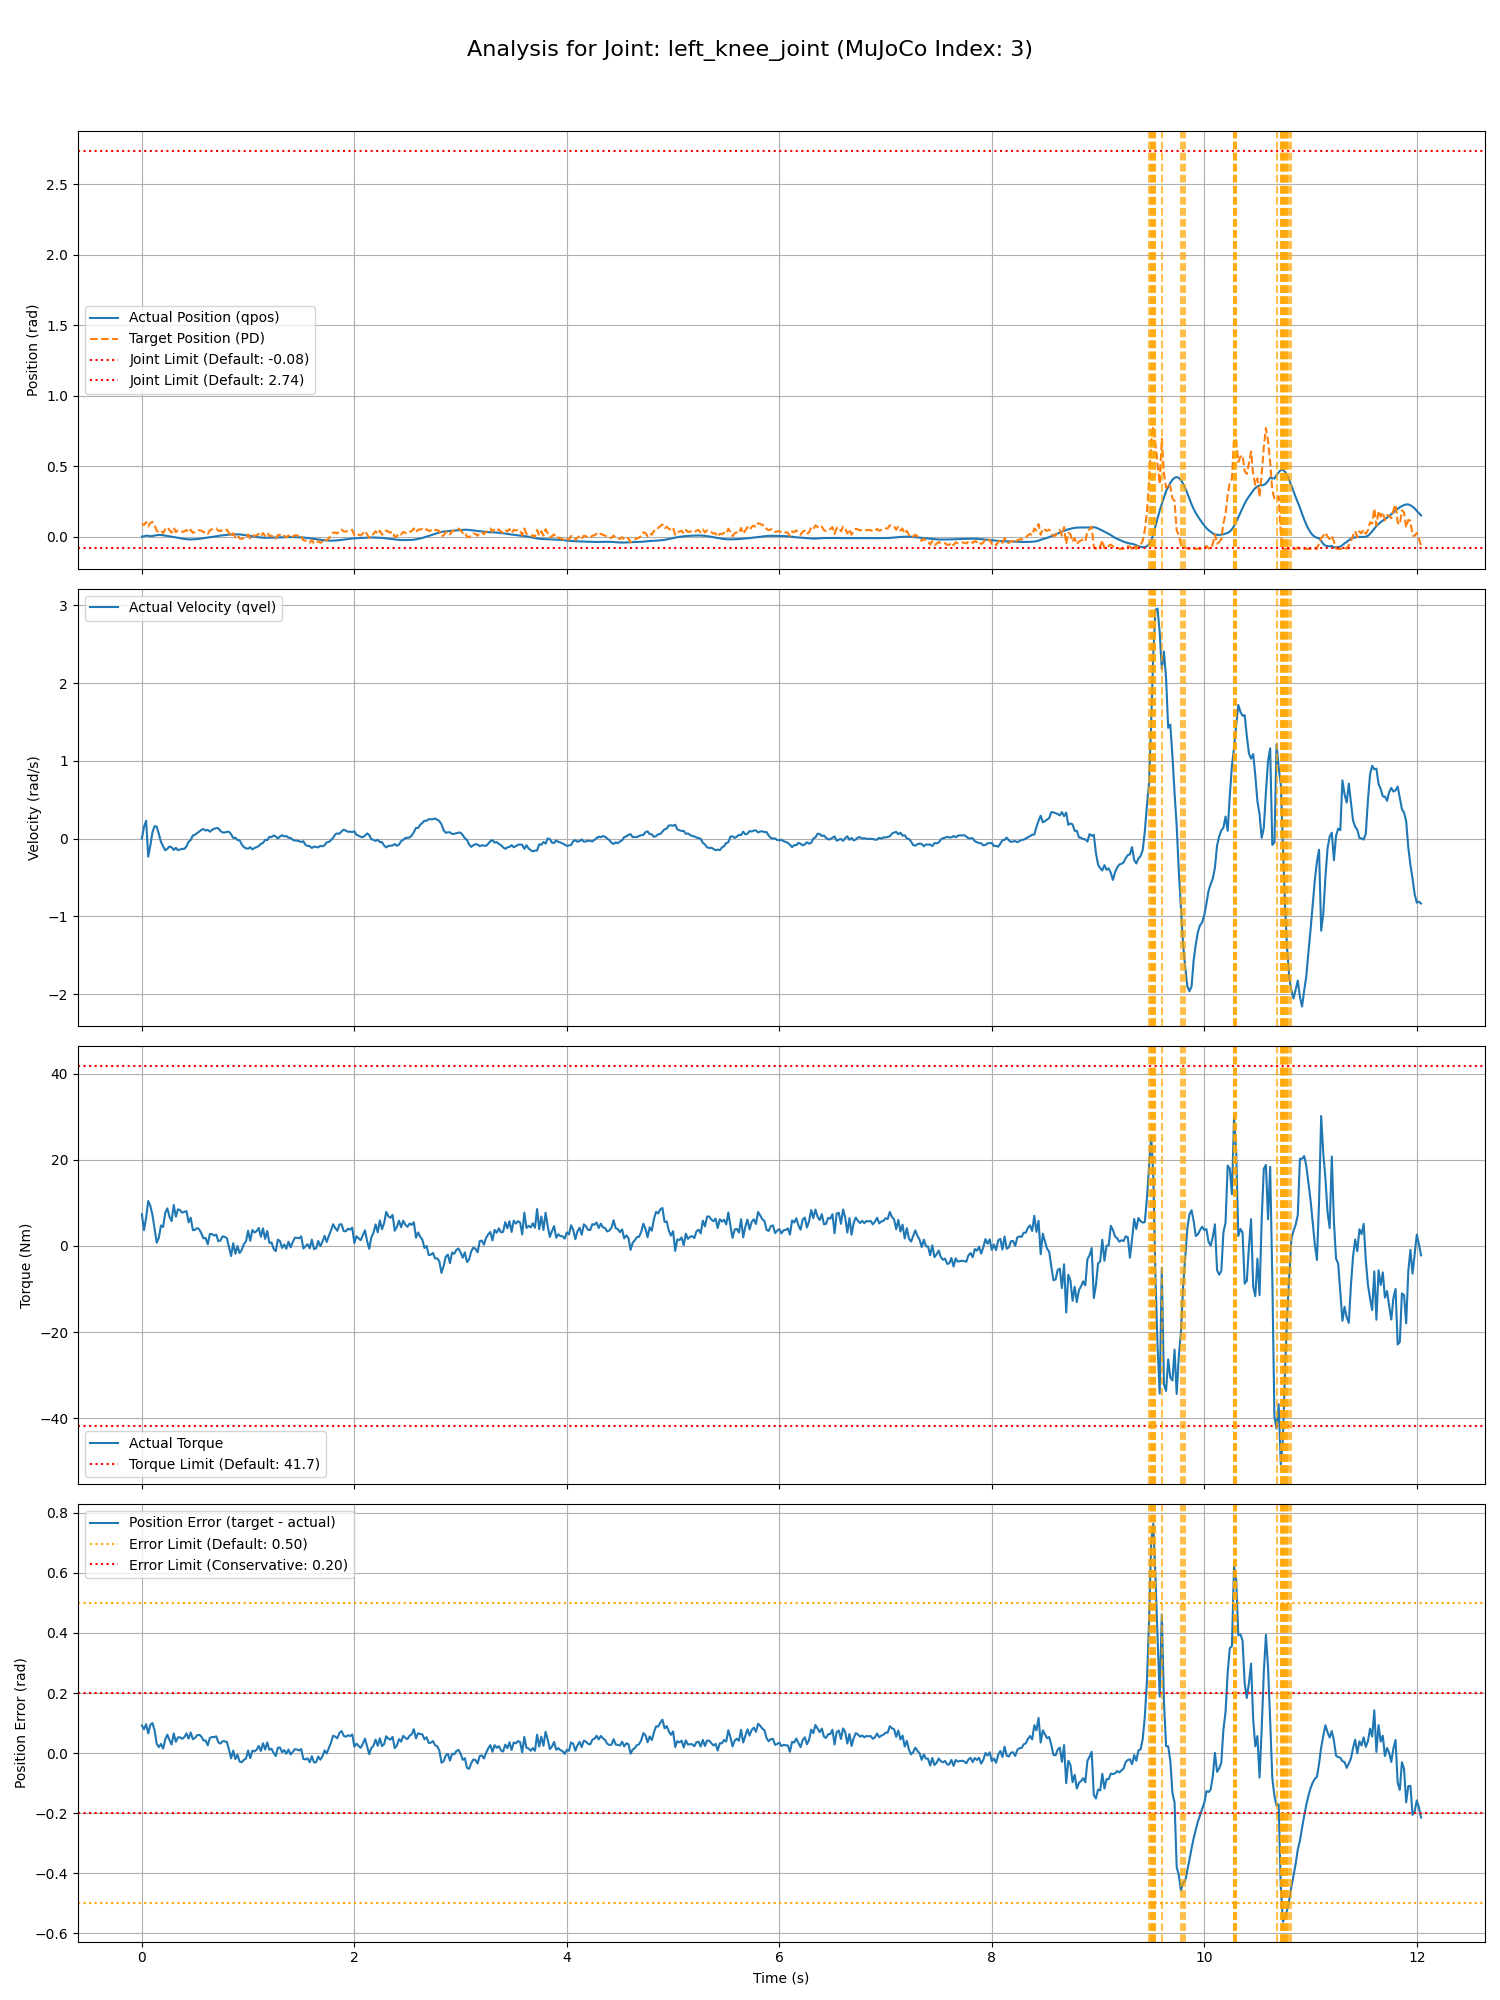 Analysis for Joint: left_knee_joint (MuJoCo Index: 3)
2.5
2.0
1.5
1.0
0.5
0.0
Position (rad)
Actual Position (qpos)
Target Position (PD)
Joint Limit (Default: -0.08)
Joint Limit (Default: 2.74)
3
2
1
0
−1
−2
Velocity (rad/s)
Actual Velocity (qvel)
40
20
0
−20
−40
Torque (Nm)
Actual Torque
Torque Limit (Default: 41.7)
0.8
0.6
0.4
0.2
0.0
−0.2
−0.4
−0.6
Position Error (rad)
Position Error (target - actual)
Error Limit (Default: 0.50)
Error Limit (Conservative: 0.20)
0 2 4 6 8 10 12
Time (s)